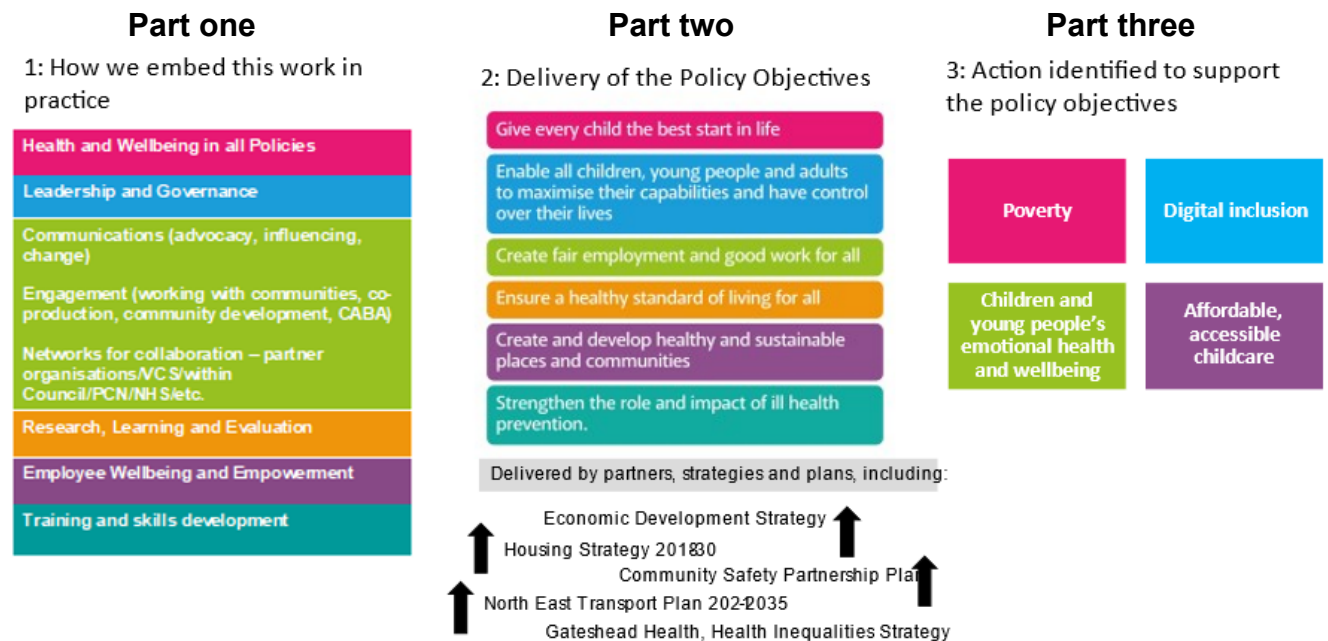 Part one
1: How we embed this work in
practice
Health and Wellbeing in all Policies
Leadership and Governance
Communications (advocacy, influencing,
change)
Engagement (working with communities, co-
production, community development, CABA)
Networks for collaboration – partner
organisations/VCS/within
Council/PCN/NHS/etc.
Research, Learning and Evaluation
Employee Wellbeing and Empowerment
Training and skills development
Part two
2: Delivery of the Policy Objectives
Give every child the best start in life
Enable all children, young people and adults
to maximise their capabilities and have control
over their lives
Create fair employment and good work for all
Ensure a healthy standard of living for all
Create and develop healthy and sustainable
places and communities
Strengthen the role and impact of ill health
prevention.
Delivered by partners, strategies and plans, including:
Economic Development Strategy
Housing Strategy 201830
Community Safety Partnership Plan
North East Transport Plan 2021-2035
Gateshead Health, Health Inequalities Strategy
Part three
3: Action identified to support
the policy objectives
Poverty
Digital inclusion
Children and
young people's
emotional health
and wellbeing
Affordable,
accessible
childcare